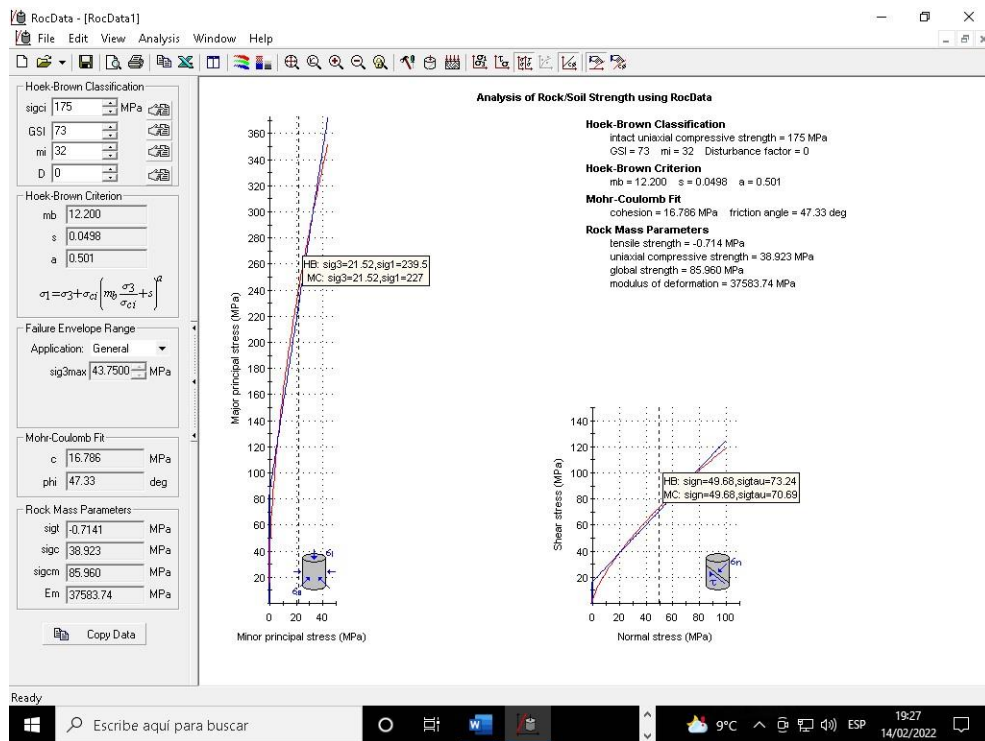 RocData - [RocData1]
File Edit View Analysis Window Help
Hoek-Brown Classification
sigci 175 MPa
GSI 73
mi 32
D 0
Hoek-Brown Criterion
mb 12.200
s 0.0498
a 0.501
σ1=σ3+σci(mb σ3/σci+s)^a
Failure Envelope Range
Application: General
sig3max 43.7500 MPa
Mohr-Coulomb Fit
c 16.786 MPa
phi 47.33 deg
Rock Mass Parameters
sigt -0.7141 MPa
sigc 38.923 MPa
sigcm 85.960 MPa
Em 37583.74 MPa
Copy Data
Analysis of Rock/Soil Strength using RocData
Hoek-Brown Classification
intact uniaxial compressive strength = 175 MPa
GSI = 73 mi = 32 Disturbance factor = 0
Hoek-Brown Criterion
mb = 12.200 s = 0.0498 a = 0.501
Mohr-Coulomb Fit
cohesion = 16.786 MPa friction angle = 47.33 deg
Rock Mass Parameters
tensile strength = -0.714 MPa
uniaxial compressive strength = 38.923 MPa
global strength = 85.960 MPa
modulus of deformation = 37583.74 MPa
360
340
320
300
280
260
240
220
200
180
160
140
120
100
80
60
40
20
Major principal stress (MPa)
HB: sig3=21.52,sig1=239.5
MC: sig3=21.52,sig1=227
σ1
σ3
0 20 40
Minor principal stress (MPa)
140
120
100
80
60
40
20
Shear stress (MPa)
HB: sign=49.68,sigtau=73.24
MC: sign=49.68,sigtau=70.69
σn
τ
0 20 40 60 80 100
Normal stress (MPa)
Ready
Escribe aquí para buscar
9°C
ESP
19:27
14/02/2022